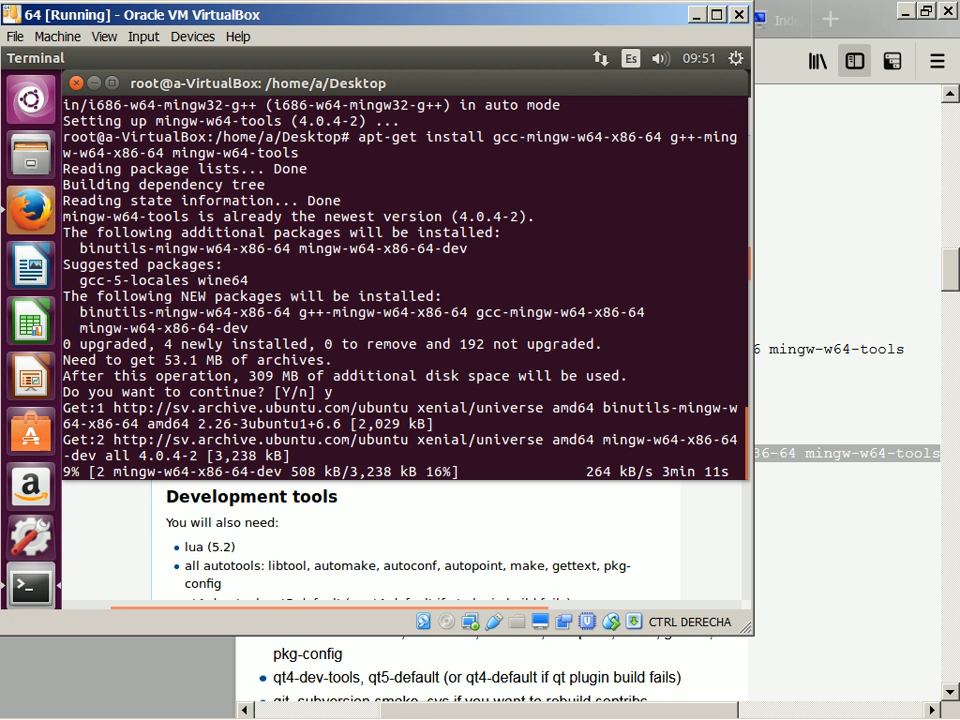 64 [Running] - Oracle VM VirtualBox
File Machine View Input Devices Help
Terminal
Es
09:51
root@a-VirtualBox: /home/a/Desktop
in/i686-w64-mingw32-g++ (i686-w64-mingw32-g++) in auto mode
Setting up mingw-w64-tools (4.0.4-2) ...
root@a-VirtualBox:/home/a/Desktop# apt-get install gcc-mingw-w64-x86-64 g++-ming
w-w64-x86-64 mingw-w64-tools
Reading package lists... Done
Building dependency tree
Reading state information... Done
mingw-w64-tools is already the newest version (4.0.4-2).
The following additional packages will be installed:
binutils-mingw-w64-x86-64 mingw-w64-x86-64-dev
Suggested packages:
gcc-5-locales wine64
The following NEW packages will be installed:
binutils-mingw-w64-x86-64 g++-mingw-w64-x86-64 gcc-mingw-w64-x86-64
mingw-w64-x86-64-dev
0 upgraded, 4 newly installed, 0 to remove and 192 not upgraded.
Need to get 53.1 MB of archives.
After this operation, 309 MB of additional disk space will be used.
Do you want to continue? [Y/n] y
Get:1 http://sv.archive.ubuntu.com/ubuntu xenial/universe amd64 binutils-mingw-w
64-x86-64 amd64 2.26-3ubuntu1+6.6 [2,029 kB]
Get:2 http://sv.archive.ubuntu.com/ubuntu xenial/universe amd64 mingw-w64-x86-64
-dev all 4.0.4-2 [3,238 kB]
9% [2 mingw-w64-x86-64-dev 508 kB/3,238 kB 16%] 264 kB/s 3min 11s
Development tools
You will also need:
lua (5.2)
all autotools: libtool, automake, autoconf, autopoint, make, gettext, pkg-
config
CTRL DERECHA
Ind
6 mingw-w64-tools
86-64 mingw-w64-tools
pkg-config
qt4-dev-tools, qt5-default (or qt4-default if qt plugin build fails)
git, subversion cmake, cvs if you want to rebuild contribs